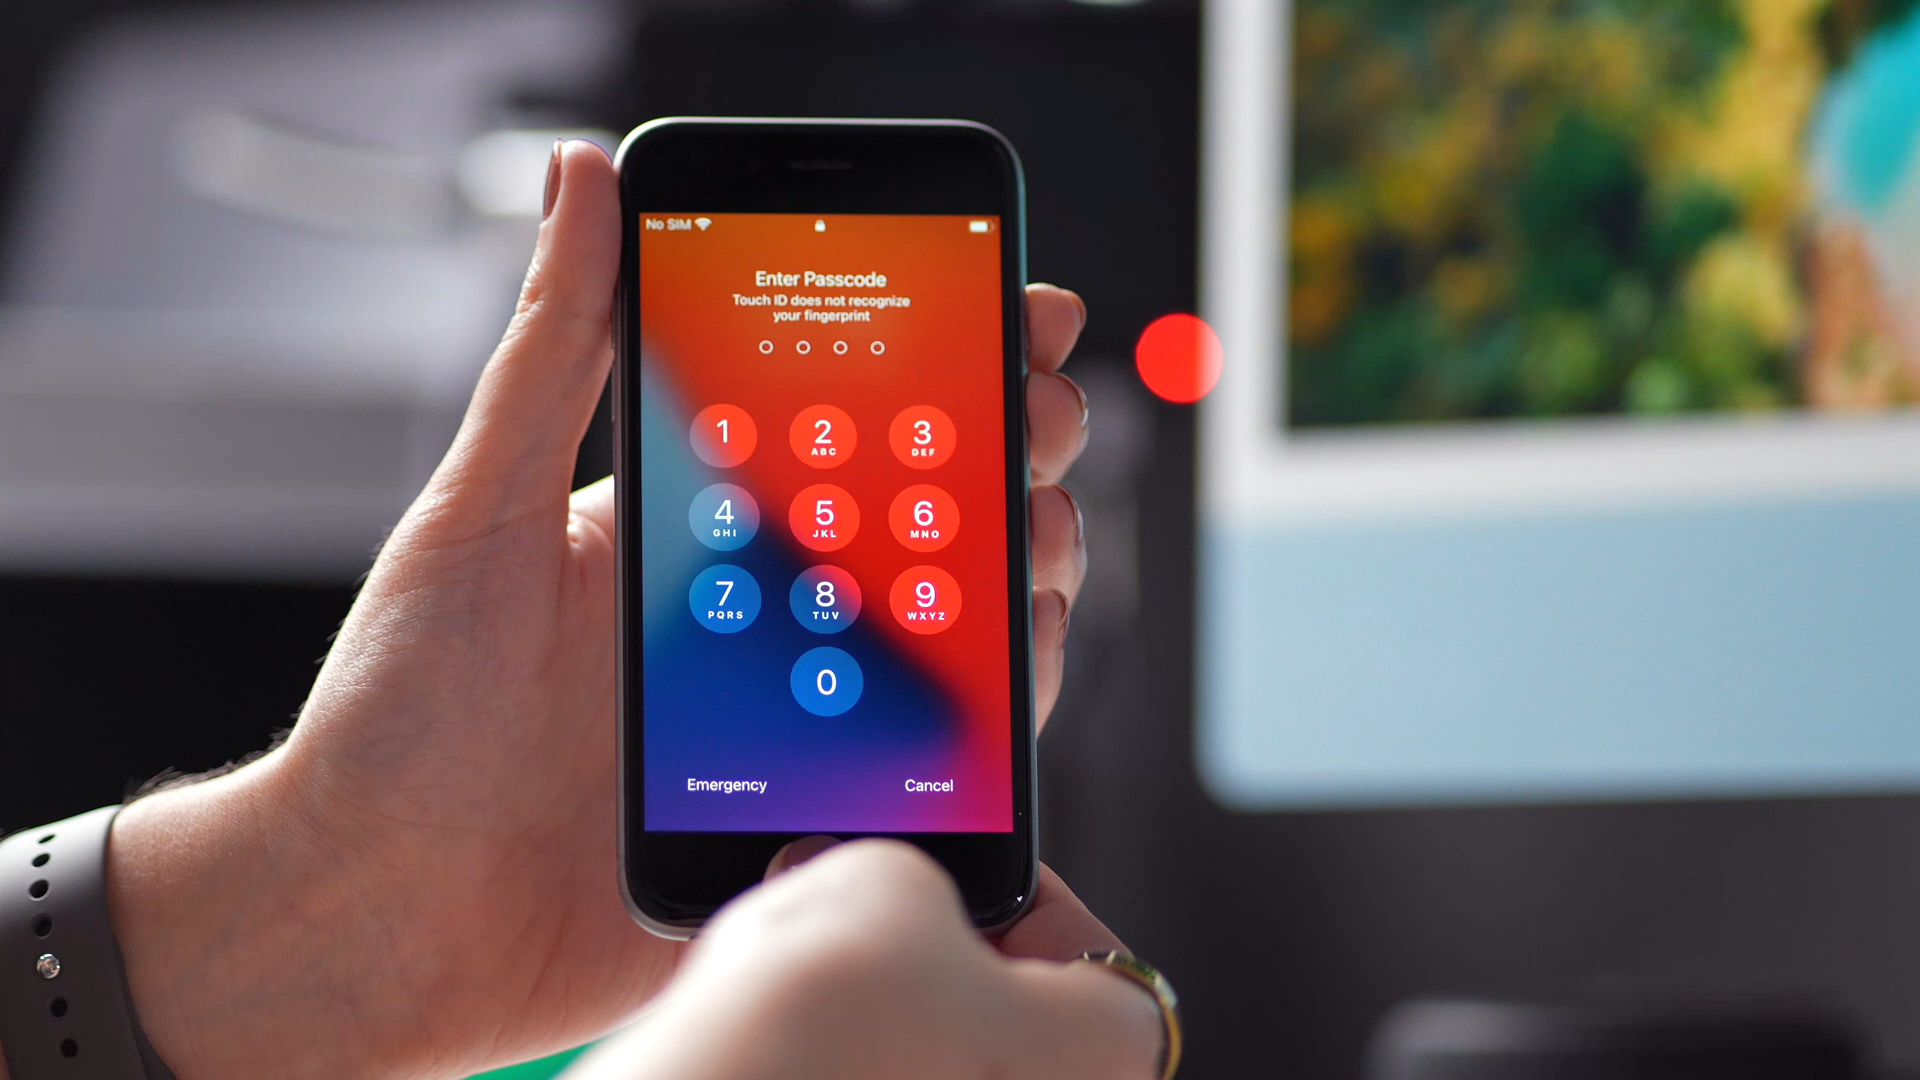 No SIM
Enter Passcode
Touch ID does not recognize
your fingerprint
1 2 3
ABC DEF
4 5 6
GHI JKL MNO
7 8 9
PQRS TUV WXYZ
0
Emergency Cancel